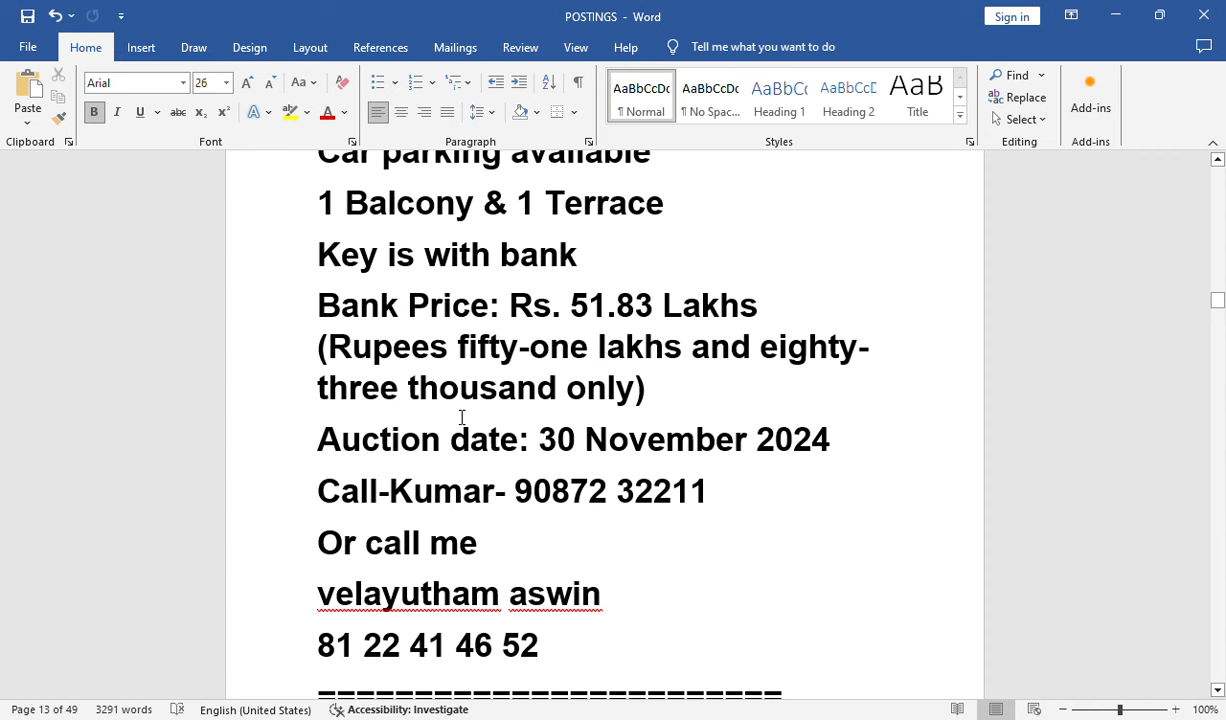 POSTINGS - Word
Sign in
File
Home
Insert
Draw
Design
Layout
References
Mailings
Review
View
Help
Tell me what you want to do
Paste
Clipboard
Arial
26
Font
Paragraph
AaBbCcDc
¶ Normal
AaBbCcDc
¶ No Spac...
AaBbCc
Heading 1
AaBbCcD
Heading 2
AaB
Title
Styles
Find
Replace
Select
Editing
Add-ins
Add-ins
Car parking available
1 Balcony & 1 Terrace
Key is with bank
Bank Price: Rs. 51.83 Lakhs
(Rupees fifty-one lakhs and eighty-
three thousand only)
Auction date: 30 November 2024
Call-Kumar- 90872 32211
Or call me
velayutham aswin
81 22 41 46 52
========================
Page 13 of 49
3291 words
English (United States)
Accessibility: Investigate
100%